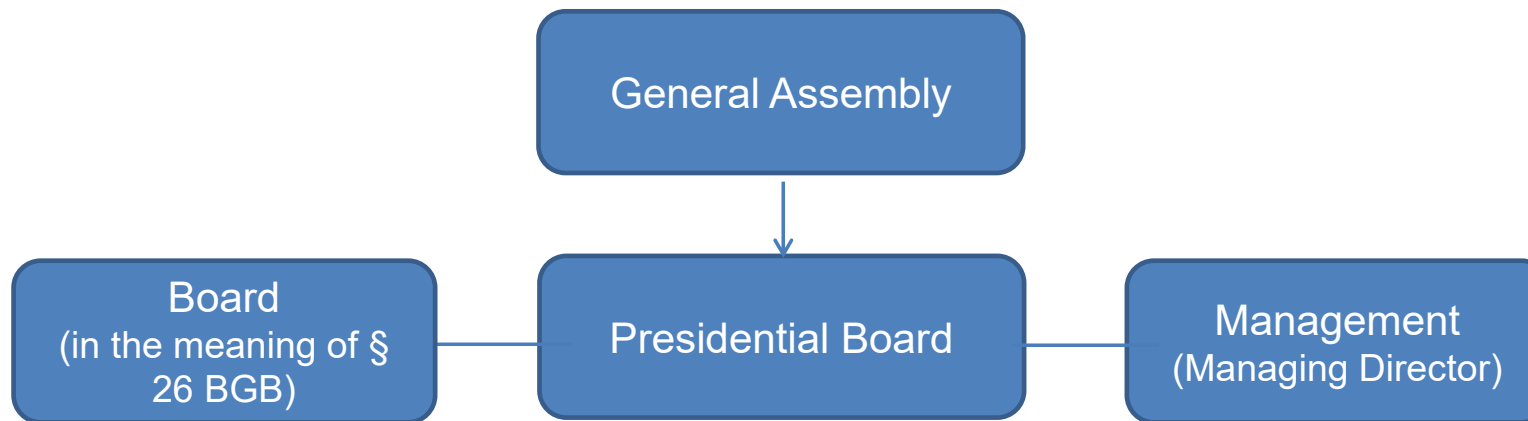 General Assembly
Board
(in the meaning of §
26 BGB)
Presidential Board
Management
(Managing Director)